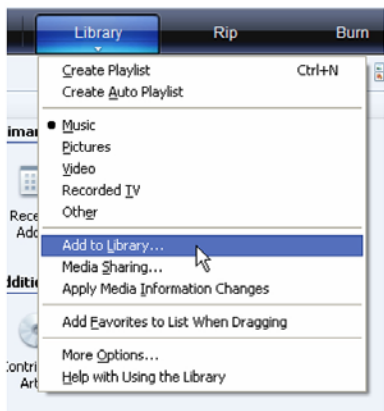 Library Rip Burn
Create Playlist Ctrl+N
Create Auto Playlist
Music
Pictures
Video
Recorded TV
Other
Add to Library...
Media Sharing...
Apply Media Information Changes
Add Favorites to List When Dragging
More Options...
Help with Using the Library